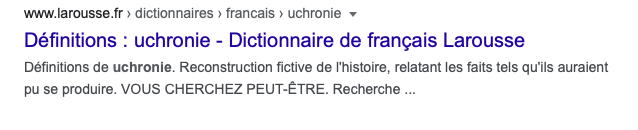 www.larousse.fr › dictionnaires › francais › uchronie
Définitions : uchronie - Dictionnaire de français Larousse
Définitions de uchronie. Reconstruction fictive de l'histoire, relatant les faits tels qu'ils auraient
pu se produire. VOUS CHERCHEZ PEUT-ÊTRE. Recherche ...